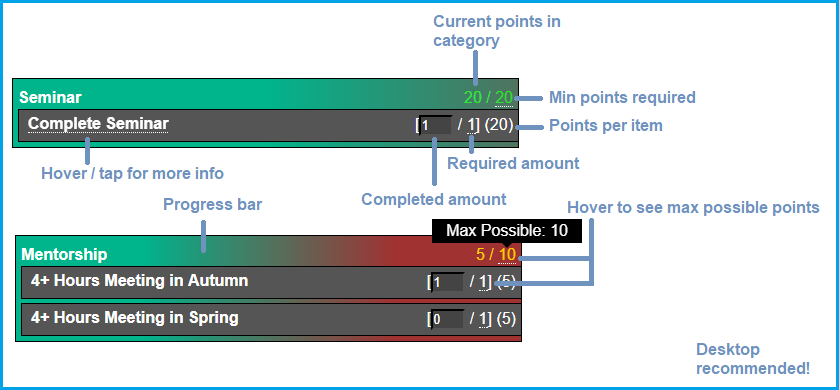 Current points in
category
Seminar 20 / 20
Min points required
Complete Seminar [1 / 1] (20)
Points per item
Required amount
Hover / tap for more info
Completed amount
Progress bar
Hover to see max possible points
Max Possible: 10
Mentorship 5 / 10
4+ Hours Meeting in Autumn [1 / 1] (5)
4+ Hours Meeting in Spring [0 / 1] (5)
Desktop
recommended!